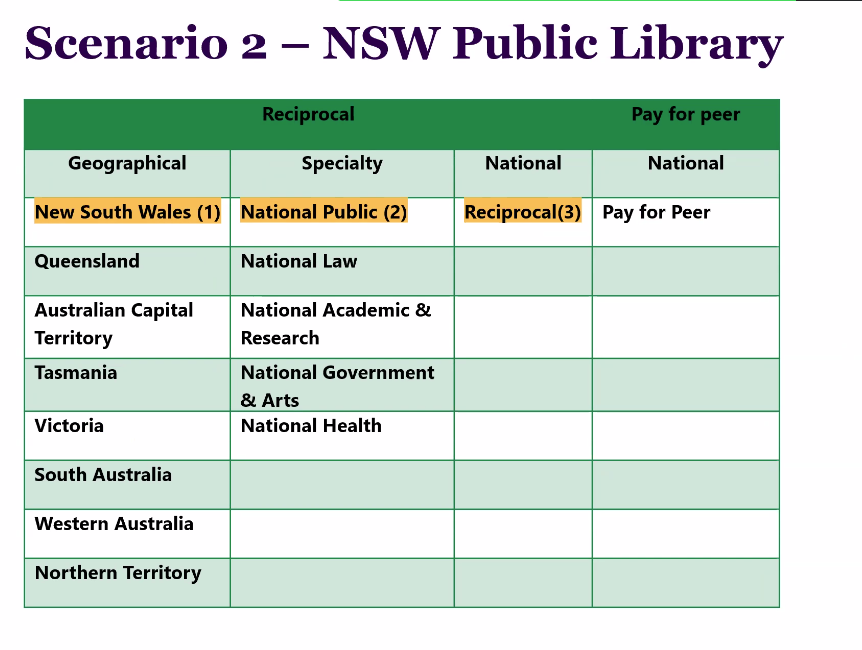 Scenario 2 – NSW Public Library
Reciprocal Pay for peer
Geographical Specialty National National
New South Wales (1) National Public (2) Reciprocal(3) Pay for Peer
Queensland National Law
Australian Capital National Academic &
Territory Research
Tasmania National Government
& Arts
Victoria National Health
South Australia
Western Australia
Northern Territory